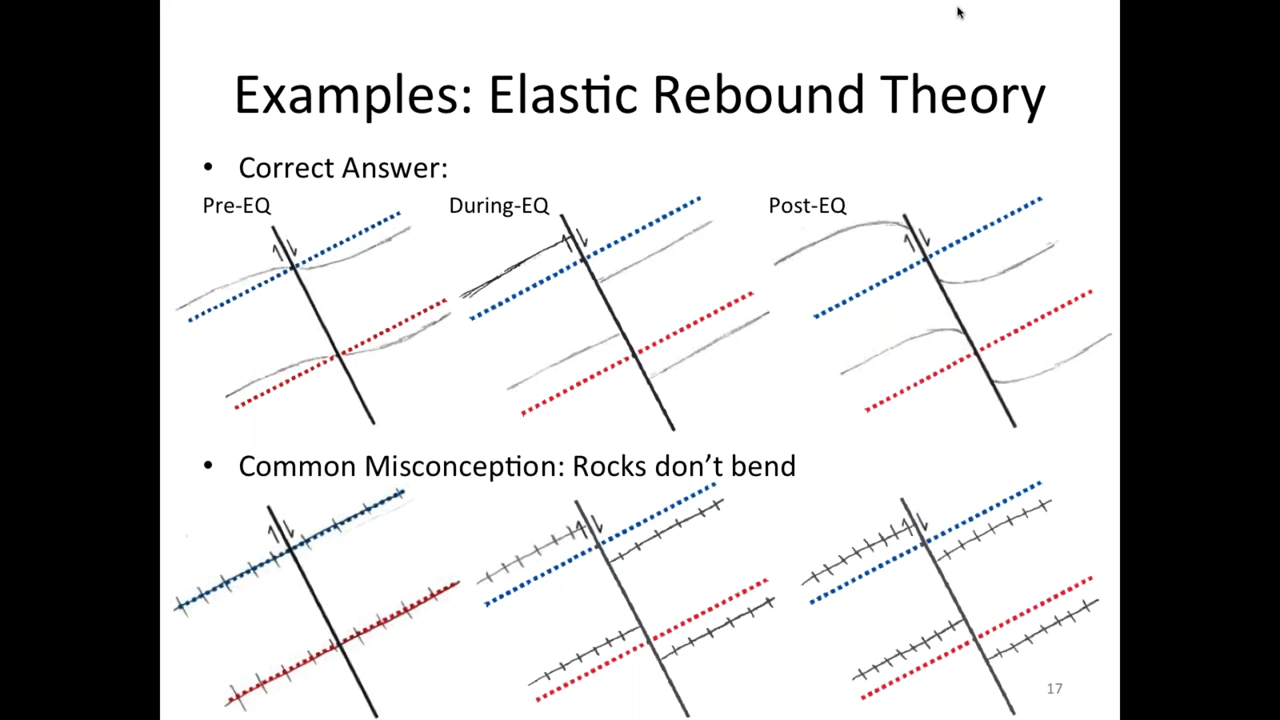 Examples: Elastic Rebound Theory
• Correct Answer:
Pre-EQ During-EQ Post-EQ
• Common Misconception: Rocks don’t bend
17